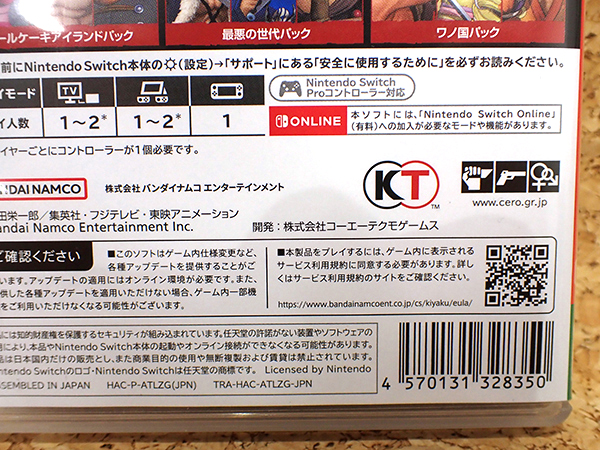 ールケーキアイランドパック
最悪の世代パック
ワノ国パック
前にNintendo Switch本体の(設定)→「サポート」にある「安全に使用するために」を必ずお読みください。
イモード
TV
Nintendo Switch
Proコントローラー対応
イ人数
1～2*
1～2*
1
ONLINE
本ソフトには、「Nintendo Switch Online」
(有料)への加入が必要なモードや機能があります。
イヤーごとにコントローラーが1個必要です。
ANDAI NAMCO
株式会社 バンダイナムコ エンターテインメント
KT
TM
www.cero.gr.jp
田栄一郎／集英社・フジテレビ・東映アニメーション
andai Namco Entertainment Inc.
開発：株式会社コーエーテクモゲームス
ご確認ください
■このソフトはゲーム内仕様変更など、
各種アップデートを提供することがご
います。アップデートの適用にはオンライン環境が必要です。また、
供した各種アップデートを適用いただけない場合、ゲーム内一部機
をご利用いただけなくなる可能性がございます。
■本製品をプレイするには、ゲーム内に表示される
サービス利用規約に同意する必要があります。詳し
くはサービス利用規約のサイトをご確認ください。
https://www.bandainamcoent.co.jp/cs/kiyaku/eula/
には知的財産権を保護するセキュリティが組み込まれています。任天堂の許諾がない装置やソフトウェアの
用により、本品やNintendo Switch本体の起動やオンライン接続ができなくなる可能性があります。
品は日本国内だけの販売とし、また商業目的の使用や無断複製および賃貸は禁止されています。
ntendo Switchのロゴ・Nintendo Switchは任天堂の商標です。 Licensed by Nintendo
ASSEMBLED IN JAPAN HAC-P-ATLZG(JPN) TRA-HAC-ATLZG-JPN
4 570131 328350